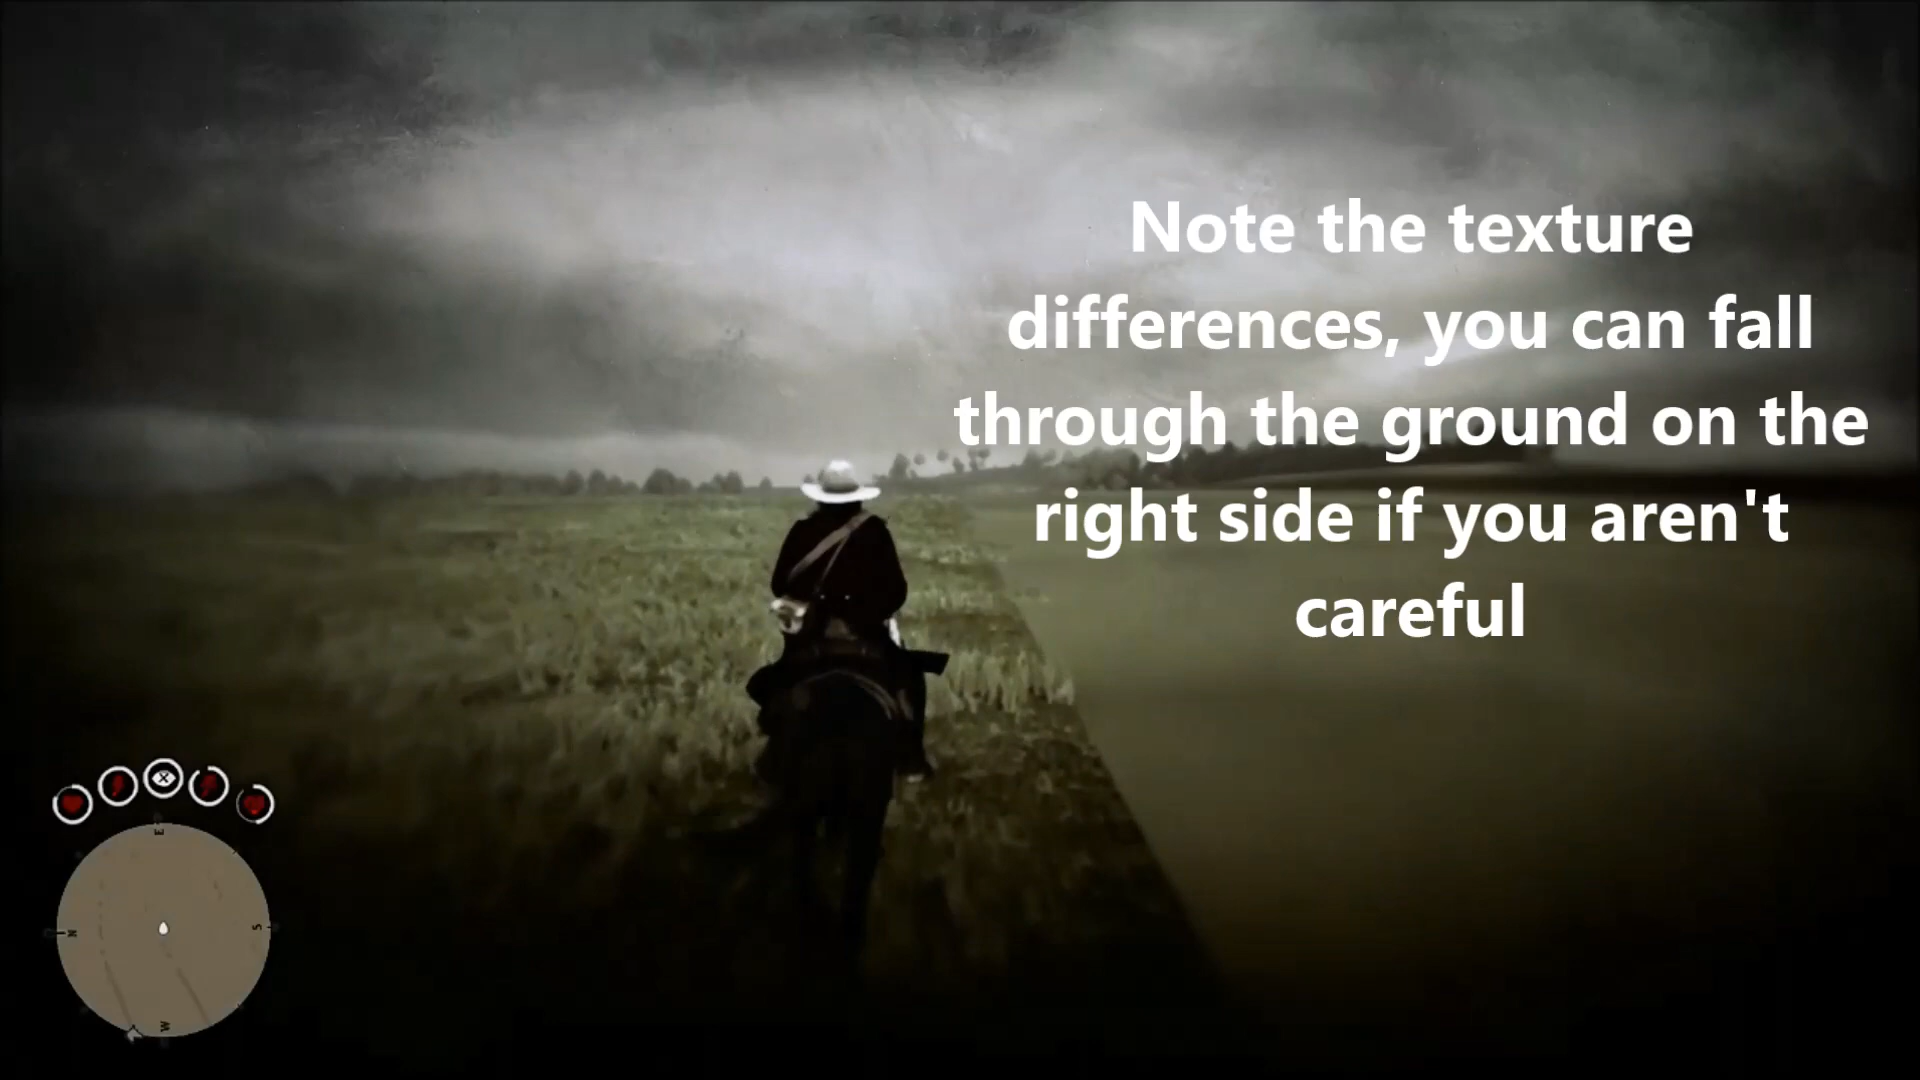 Note the texture
differences, you can fall
through the ground on the
right side if you aren't
careful
E
N
S
W